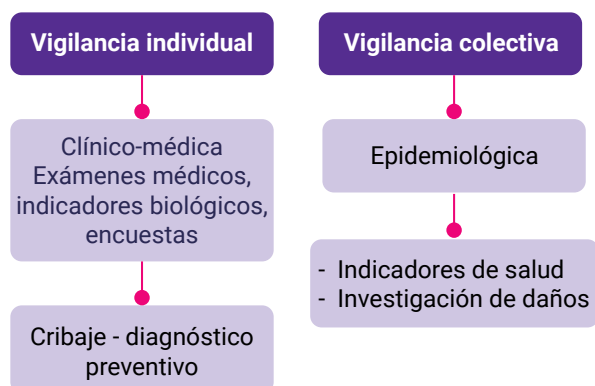 Vigilancia individual
Clínico-médica
Exámenes médicos,
indicadores biológicos,
encuestas
Cribaje - diagnóstico
preventivo
Vigilancia colectiva
Epidemiológica
- Indicadores de salud
- Investigación de daños